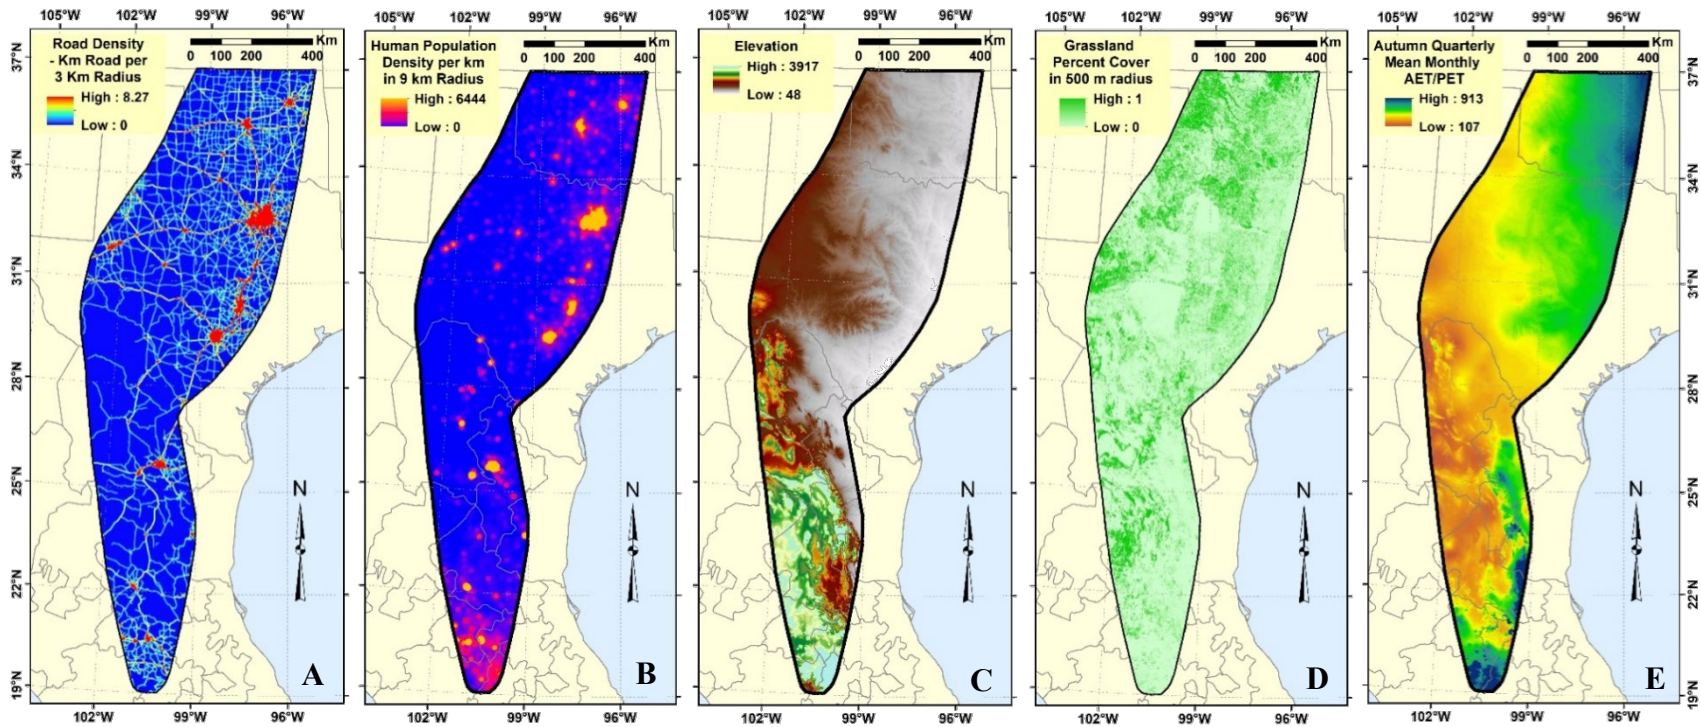 105°W 102°W 99°W 96°W
Road Density
- Km Road per
3 Km Radius
High : 8.27
Low : 0
Km
0 100 200 400
37°N
34°N
31°N
28°N
25°N
22°N
19°N
N
A
102°W 99°W 96°W
105°W 102°W 99°W 96°W
Human Population
Density per km
in 9 km Radius
High : 6444
Low : 0
Km
0 100 200 400
N
B
102°W 99°W 96°W
105°W 102°W 99°W 96°W
Elevation
High : 3917
Low : 48
Km
0 100 200 400
N
C
102°W 99°W 96°W
105°W 102°W 99°W 96°W
Grassland
Percent Cover
in 500 m radius
High : 1
Low : 0
Km
0 100 200 400
N
D
102°W 99°W 96°W
105°W 102°W 99°W 96°W
Autumn Quarterly
Mean Monthly
AET/PET
High : 913
Low : 107
Km
0 100 200 400
N
E
37°N
34°N
31°N
28°N
25°N
22°N
19°N
102°W 99°W 96°W